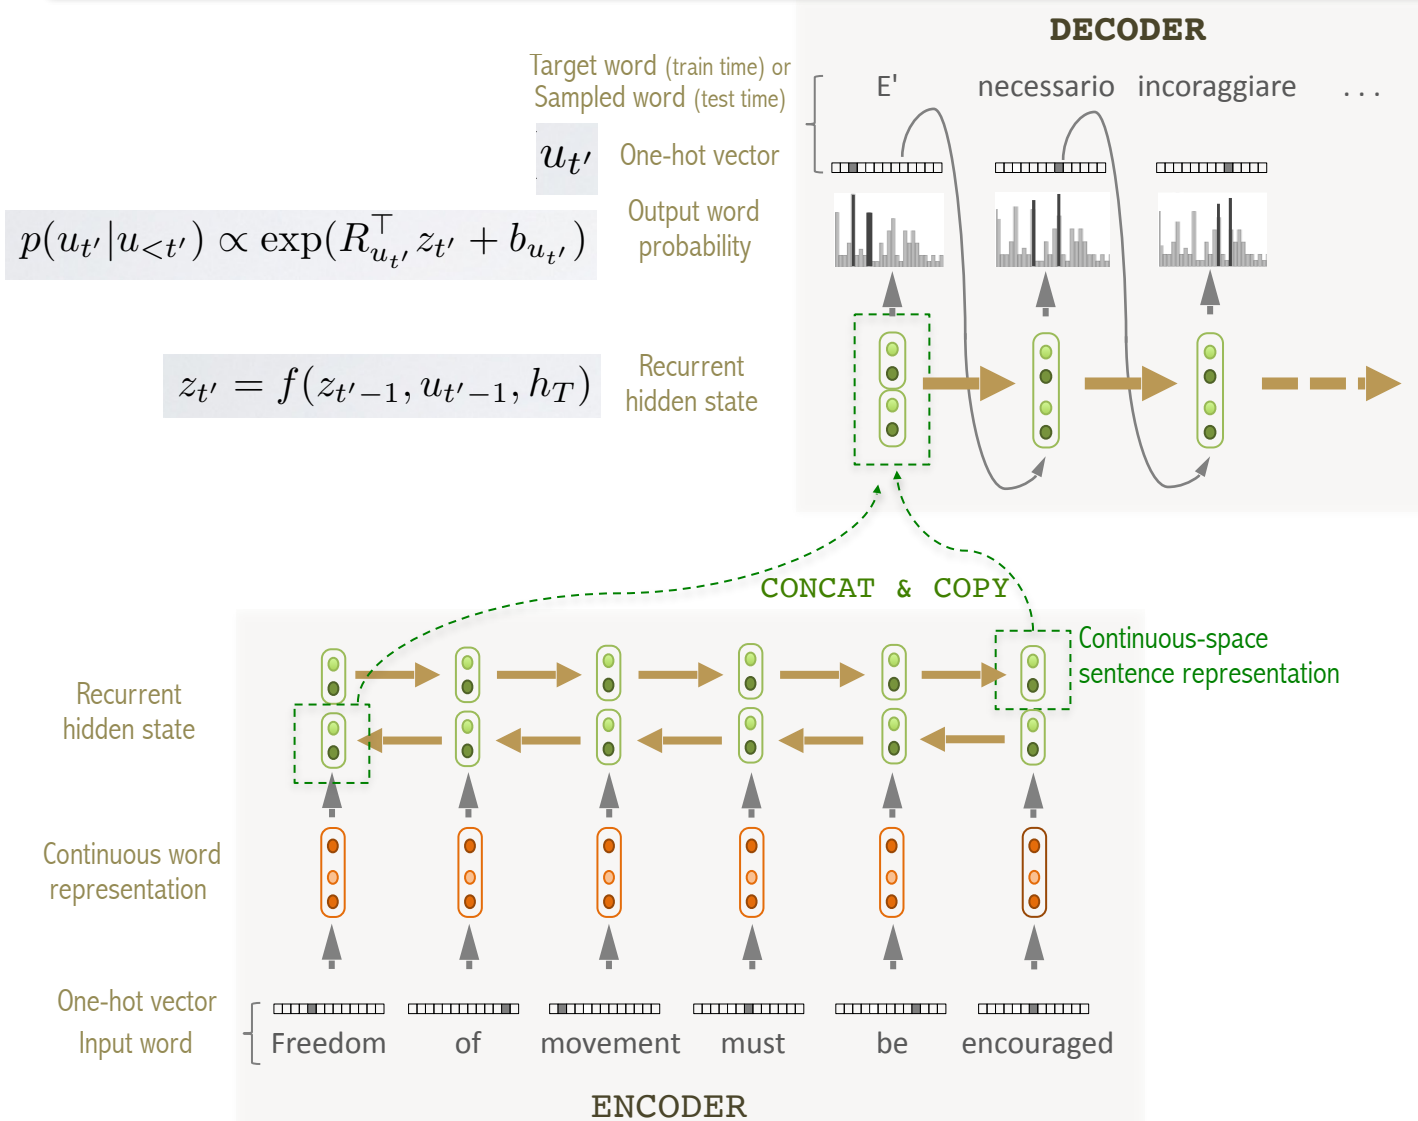 DECODER
Target word (train time) or
Sampled word (test time)
E' necessario incoraggiare . . .
u_{t'}
One-hot vector
p(u_{t'}|u_{<t'}) ∝ exp(R^⊤_{u_{t'}} z_{t'} + b_{u_{t'}})
Output word
probability
z_{t'} = f(z_{t'-1}, u_{t'-1}, h_T)
Recurrent
hidden state
CONCAT & COPY
Continuous-space
sentence representation
Recurrent
hidden state
Continuous word
representation
One-hot vector
Input word
Freedom of movement must be encouraged
ENCODER